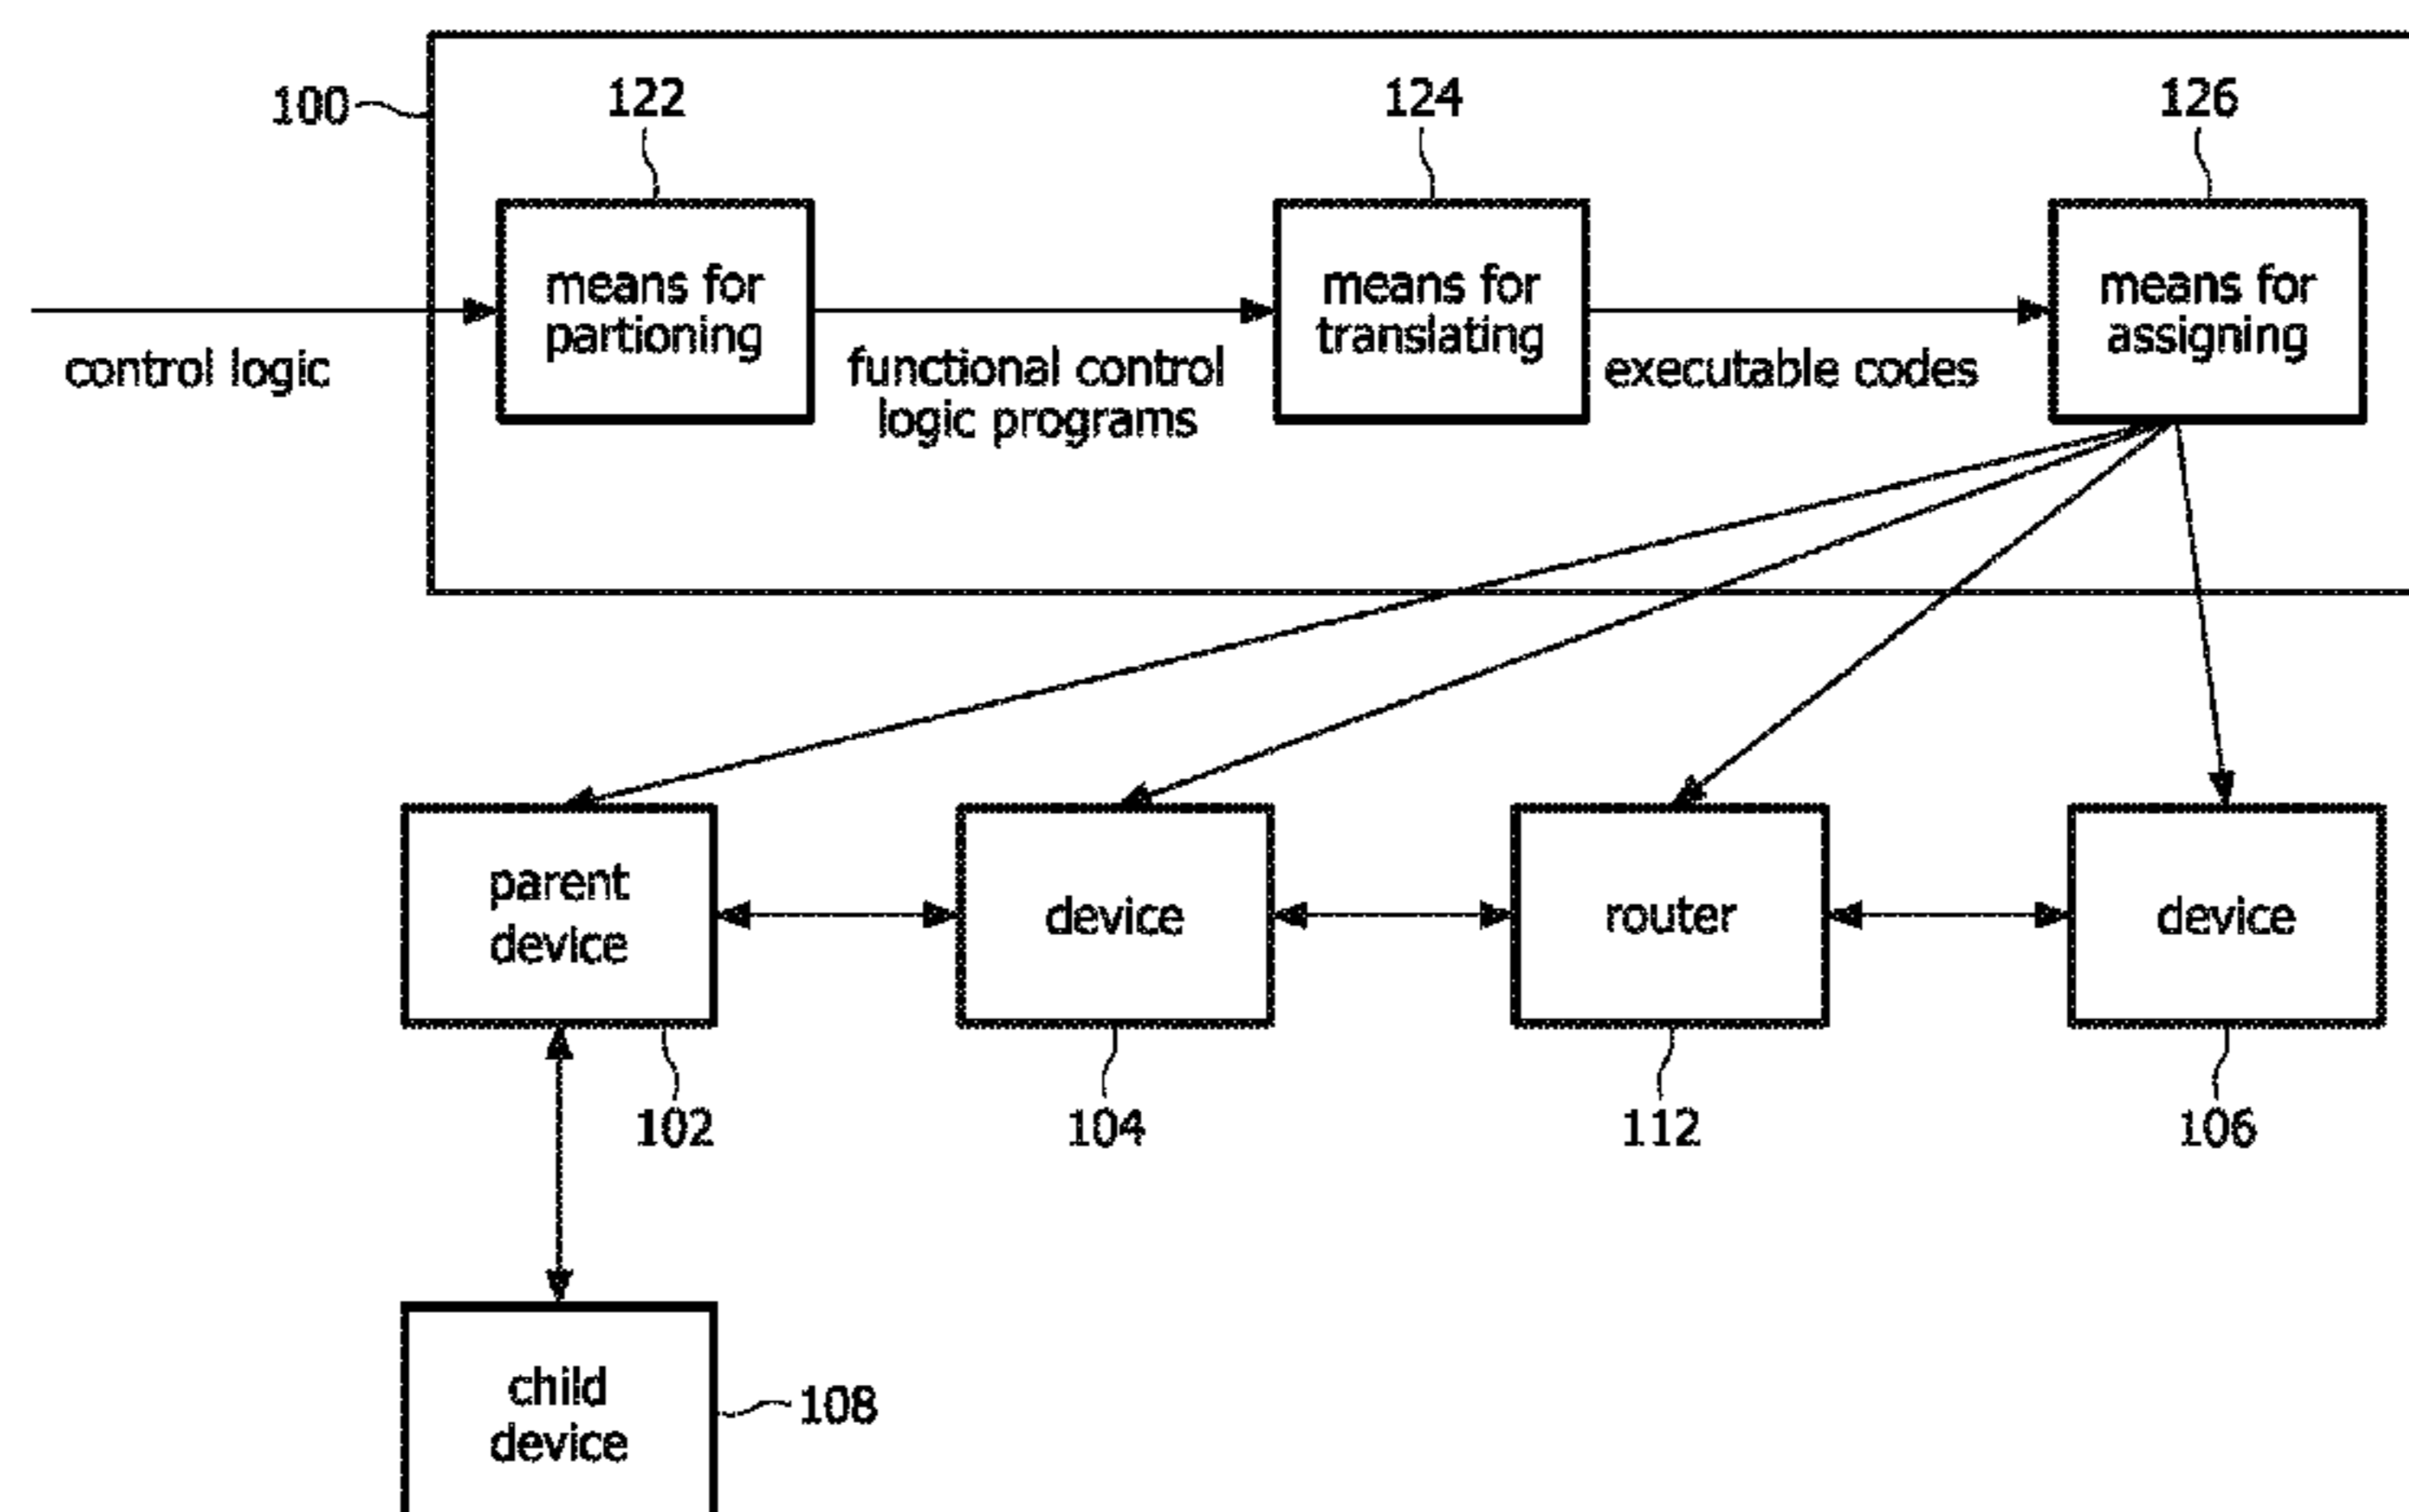 100
122
124
126
means for
partioning
means for
translating
means for
assigning
control logic
functional control
logic programs
executable codes
parent
device
device
router
device
102
104
112
106
child
device
108